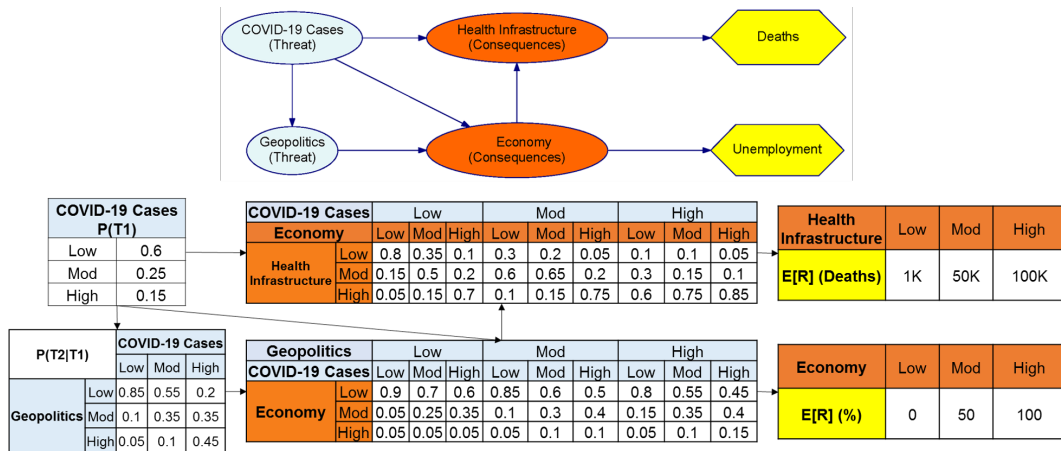 COVID-19 Cases
(Threat)
Health Infrastructure
(Consequences)
Deaths
Geopolitics
(Threat)
Economy
(Consequences)
Unemployment
COVID-19 Cases
P(T1)
Low 0.6
Mod 0.25
High 0.15
COVID-19 Cases Low Mod High
Economy Low Mod High Low Mod High Low Mod High
Health
Infrastructure
Low 0.8 0.35 0.1 0.3 0.2 0.05 0.1 0.1 0.05
Mod 0.15 0.5 0.2 0.6 0.65 0.2 0.3 0.15 0.1
High 0.05 0.15 0.7 0.1 0.15 0.75 0.6 0.75 0.85
Health
Infrastructure Low Mod High
E[R] (Deaths) 1K 50K 100K
P(T2|T1) COVID-19 Cases
Low Mod High
Geopolitics
Low 0.85 0.55 0.2
Mod 0.1 0.35 0.35
High 0.05 0.1 0.45
Geopolitics Low Mod High
COVID-19 Cases Low Mod High Low Mod High Low Mod High
Economy
Low 0.9 0.7 0.6 0.85 0.6 0.5 0.8 0.55 0.45
Mod 0.05 0.25 0.35 0.1 0.3 0.4 0.15 0.35 0.4
High 0.05 0.05 0.05 0.05 0.1 0.1 0.05 0.1 0.15
Economy Low Mod High
E[R] (%) 0 50 100